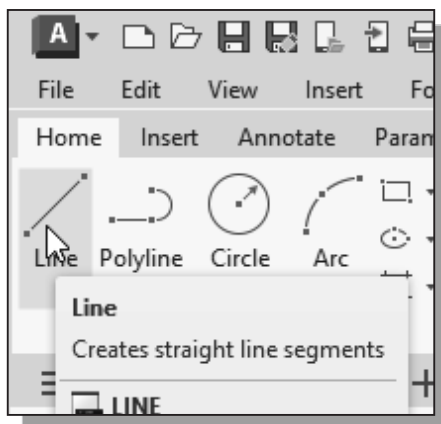 A
File Edit View Insert Fo
Home Insert Annotate Param
Line Polyline Circle Arc
Line
Creates straight line segments
LINE